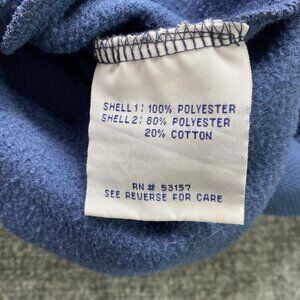 SHELL 1: 100% POLYESTER
SHELL 2: 80% POLYESTER
20% COTTON
RN # 53157
SEE REVERSE FOR CARE